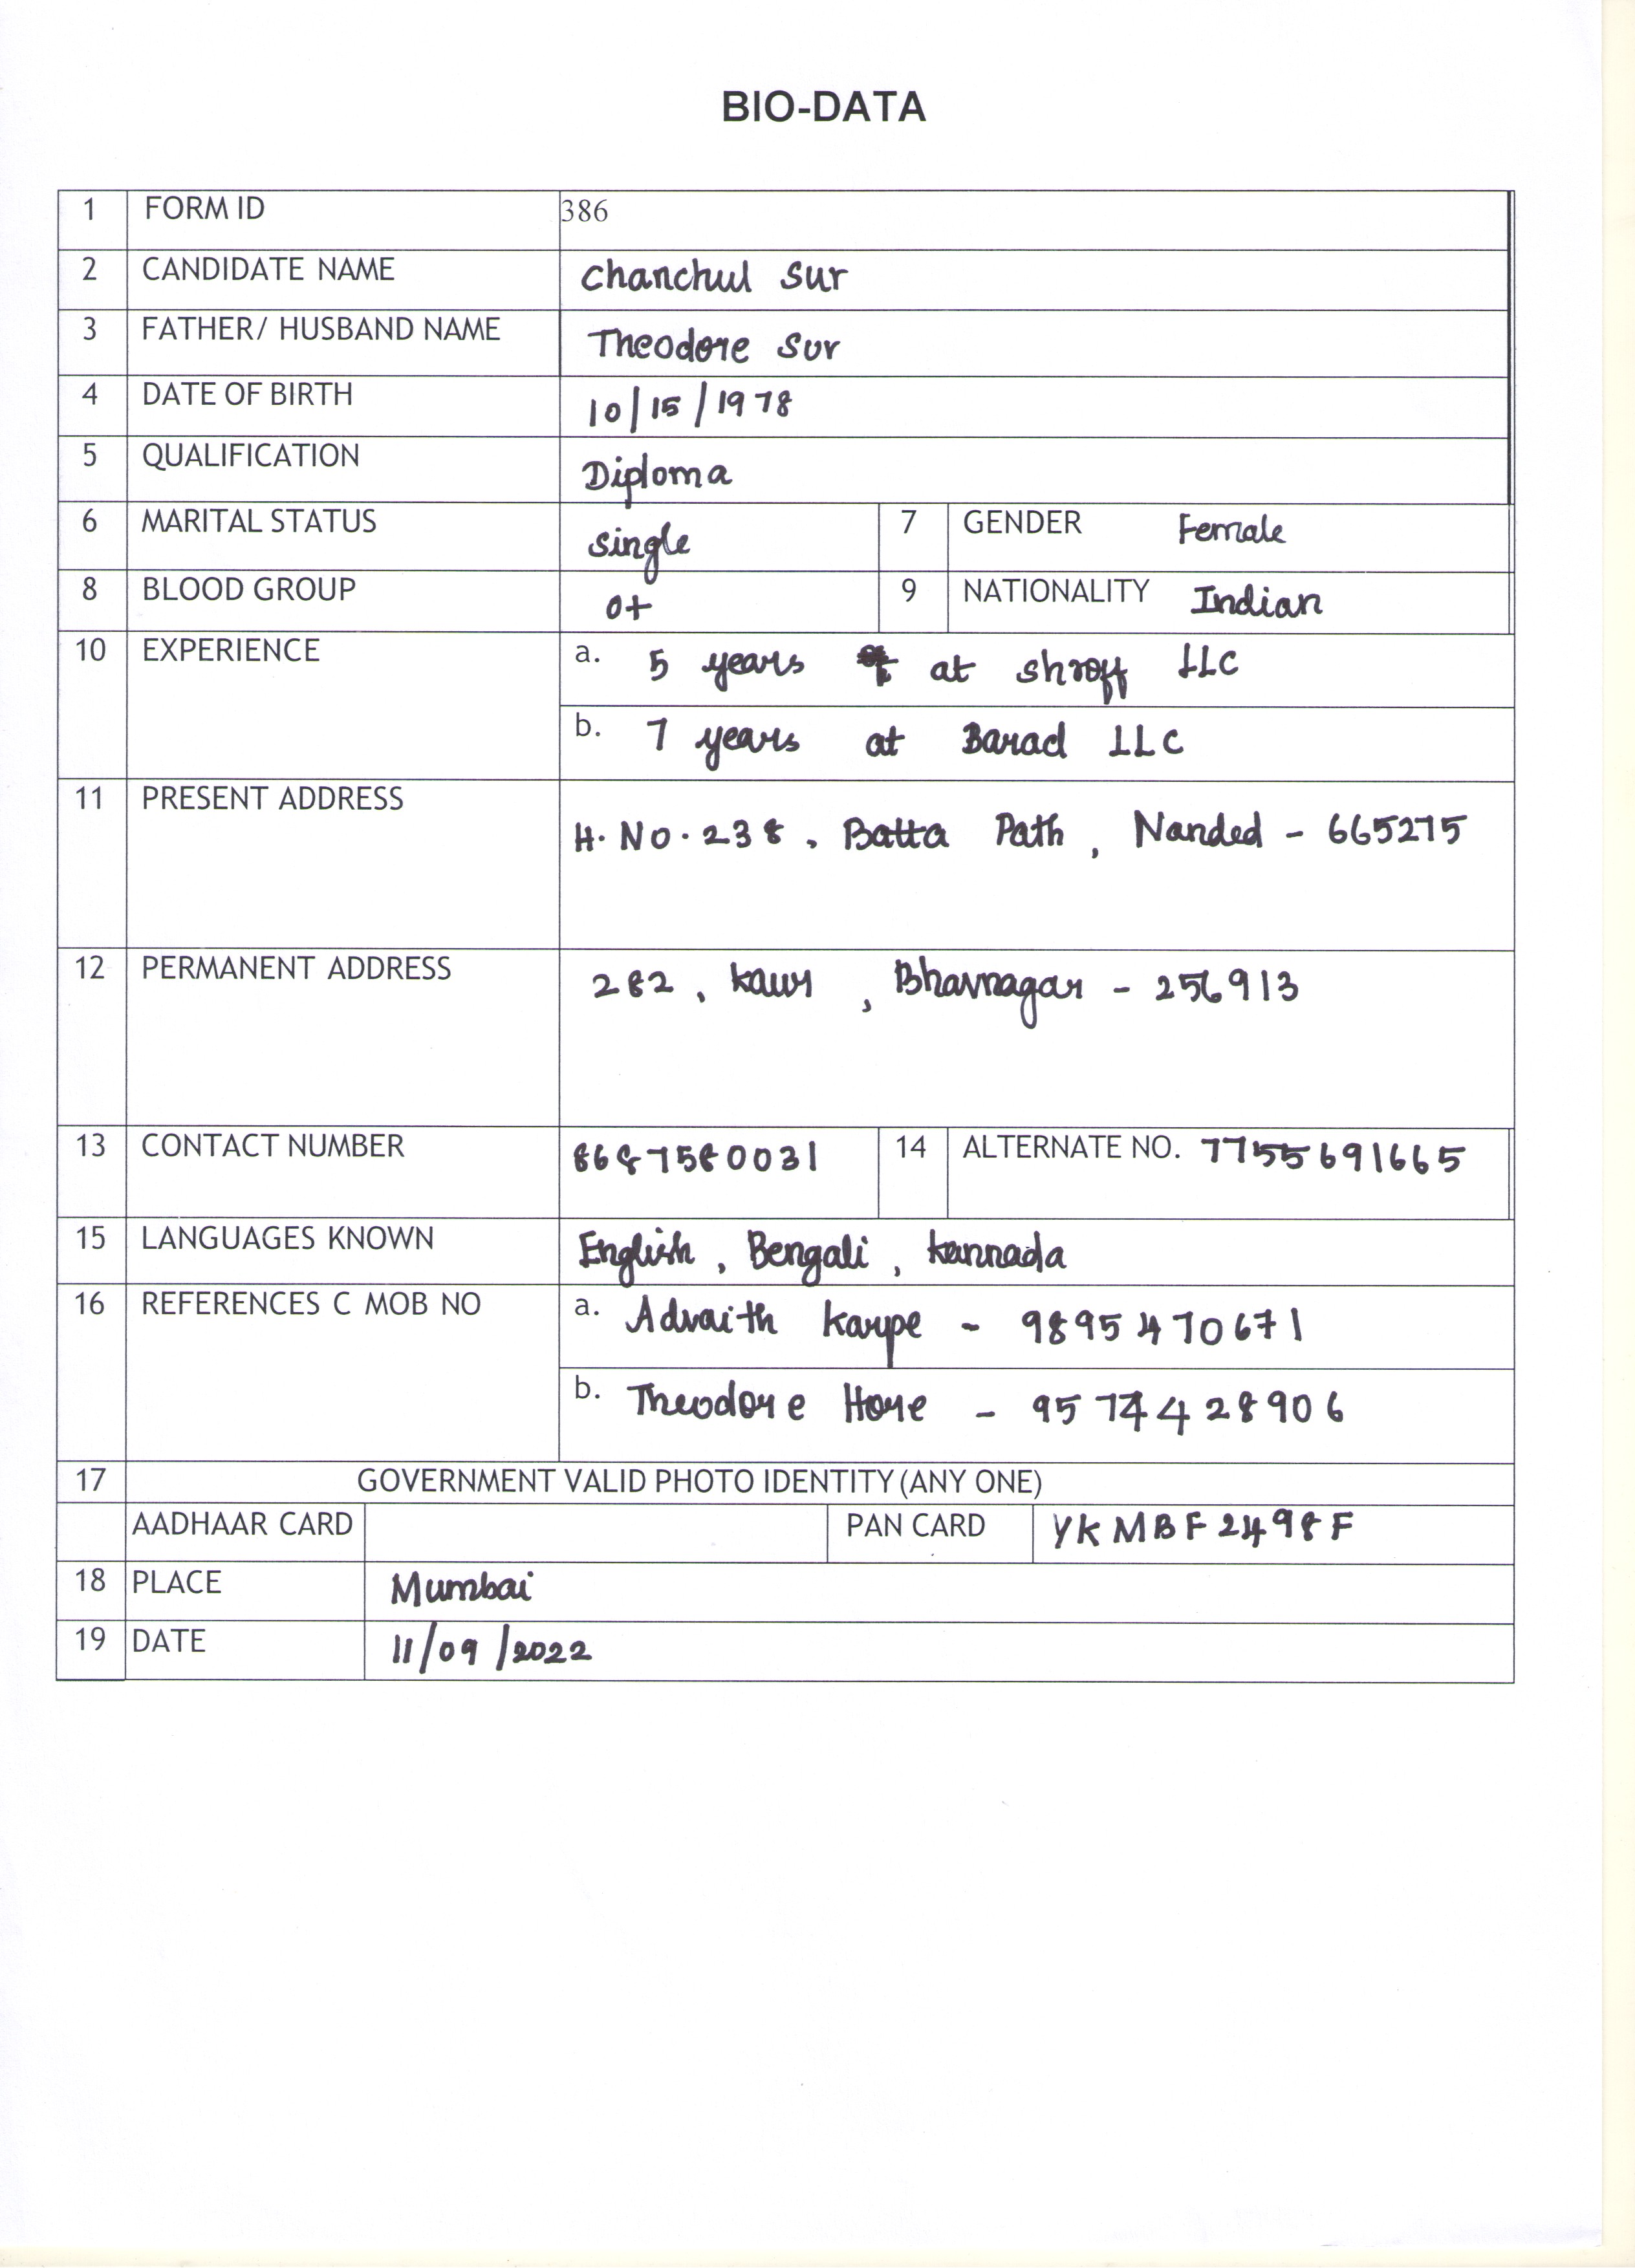 BIO-DATA
1 FORM ID 386
2 CANDIDATE NAME Chanchul Sur
3 FATHER/ HUSBAND NAME Theodore Sur
4 DATE OF BIRTH 10/15/1978
5 QUALIFICATION Diploma
6 MARITAL STATUS single 7 GENDER Female
8 BLOOD GROUP O+ 9 NATIONALITY Indian
10 EXPERIENCE a. 5 years at shroff LLC
b. 7 years at Barad LLC
11 PRESENT ADDRESS H.No.238, Batta Path, Nanded - 665275
12 PERMANENT ADDRESS 282, kaur, Bhavnagar - 256913
13 CONTACT NUMBER 8687580031 14 ALTERNATE NO. 7755691665
15 LANGUAGES KNOWN English, Bengali, kannada
16 REFERENCES C MOB NO a. Advaith karpe - 9895470671
b. Theodore Hore - 9574428906
17 GOVERNMENT VALID PHOTO IDENTITY (ANY ONE)
AADHAAR CARD PAN CARD YKMBF2498F
18 PLACE Mumbai
19 DATE 11/09/2022